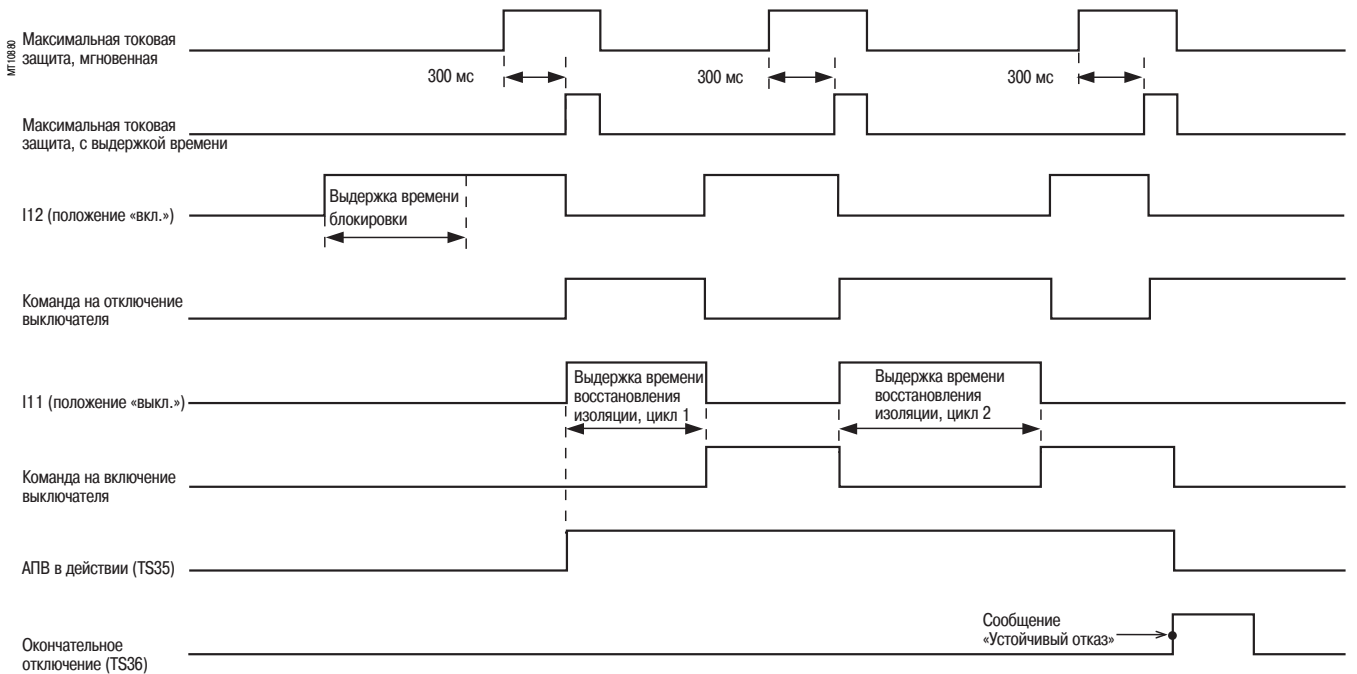 МТ10880
Максимальная токовая
защита, мгновенная
300 мс
300 мс
300 мс
Максимальная токовая
защита, с выдержкой времени
I12 (положение «вкл.»)
Выдержка времени
блокировки
Команда на отключение
выключателя
I11 (положение «выкл.»)
Выдержка времени
восстановления
изоляции, цикл 1
Выдержка времени
восстановления
изоляции, цикл 2
Команда на включение
выключателя
АПВ в действии (TS35)
Сообщение
«Устойчивый отказ»
Окончательное
отключение (TS36)